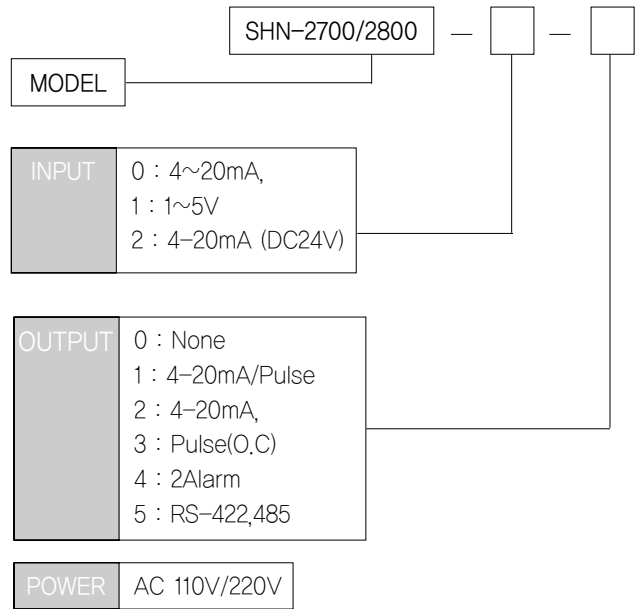 SHN-2700/2800 - -
MODEL
INPUT
0 : 4~20mA,
1 : 1~5V
2 : 4-20mA (DC24V)
OUTPUT
0 : None
1 : 4-20mA/Pulse
2 : 4-20mA,
3 : Pulse(O.C)
4 : 2Alarm
5 : RS-422,485
POWER AC 110V/220V